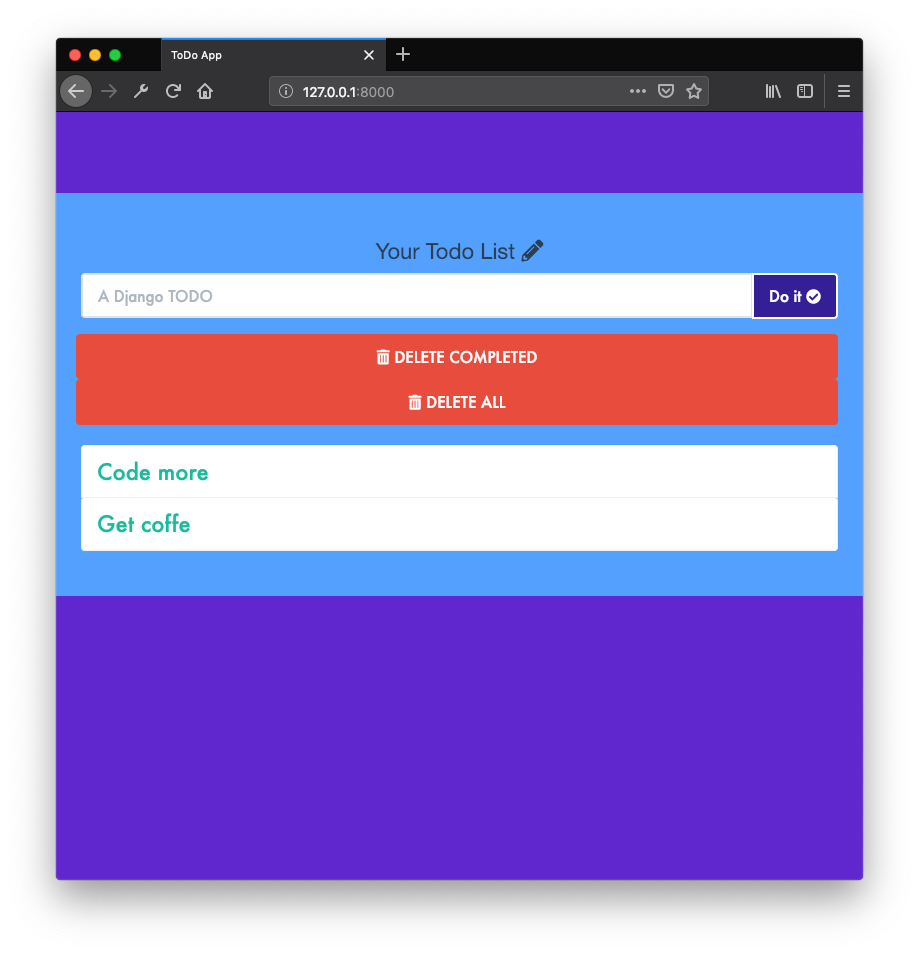 ToDo App
127.0.0.1:8000
Your Todo List
A Django TODO
Do it
DELETE COMPLETED
DELETE ALL
Code more
Get coffe